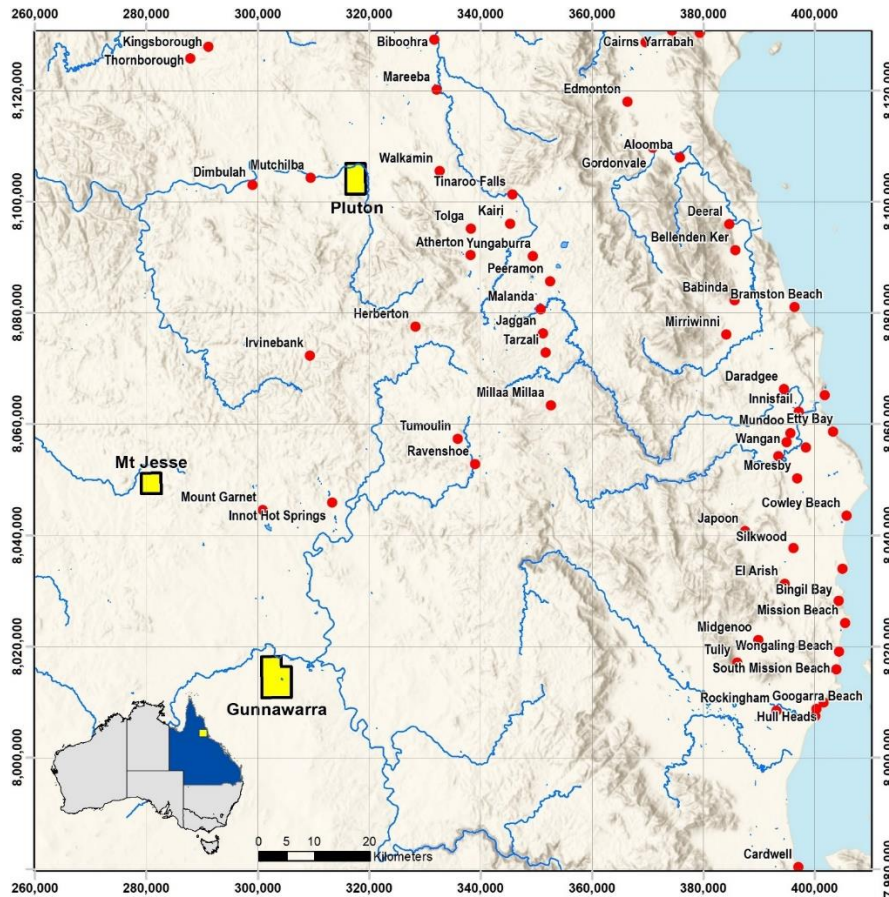 260,000 280,000 300,000 320,000 340,000 360,000 380,000 400,000
Kingsborough
Biboohra
Cairns
Yarrabah
Thornborough
Mareeba
8,120,000
8,120,000
Edmonton
Walkamin
Aloomba
Gordonvale
Mutchilba
Dimbulah
Tinaroo Falls
8,100,000
8,100,000
Pluton
Kairi
Deeral
Tolga
Bellenden Ker
Atherton
Yungaburra
Peeramon
Babinda
Bramston Beach
Malanda
8,080,000
8,080,000
Herberton
Jaggan
Mirriwinni
Irvinebank
Tarzali
Daradgee
Millaa Millaa
Innisfail
8,060,000
8,060,000
Tumoulin
Mundoo
Etty Bay
Wangan
Ravenshoe
Mt Jesse
Moresby
Mount Garnet
Innot Hot Springs
Cowley Beach
Japoon
8,040,000
8,040,000
Silkwood
El Arish
Bingil Bay
Mission Beach
Midgenoo
8,020,000
8,020,000
Tully
Wongaling Beach
South Mission Beach
Gunnawarra
Rockingham
Googarra Beach
Hull Heads
8,000,000
8,000,000
0 5 10 20
Kilometers
Cardwell
260,000 280,000 300,000 320,000 340,000 360,000 380,000 400,000